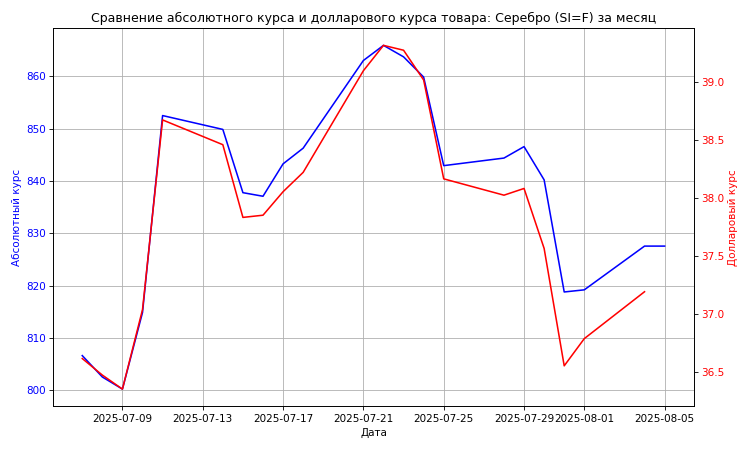 Сравнение абсолютного курса и долларового курса товара: Серебро (SI=F) за месяц
Абсолютный курс
860
850
840
830
820
810
800
39.0
38.5
38.0
37.5
37.0
36.5
Долларовый курс
2025-07-09 2025-07-13 2025-07-17 2025-07-21 2025-07-25 2025-07-29 2025-08-01 2025-08-05
Дата